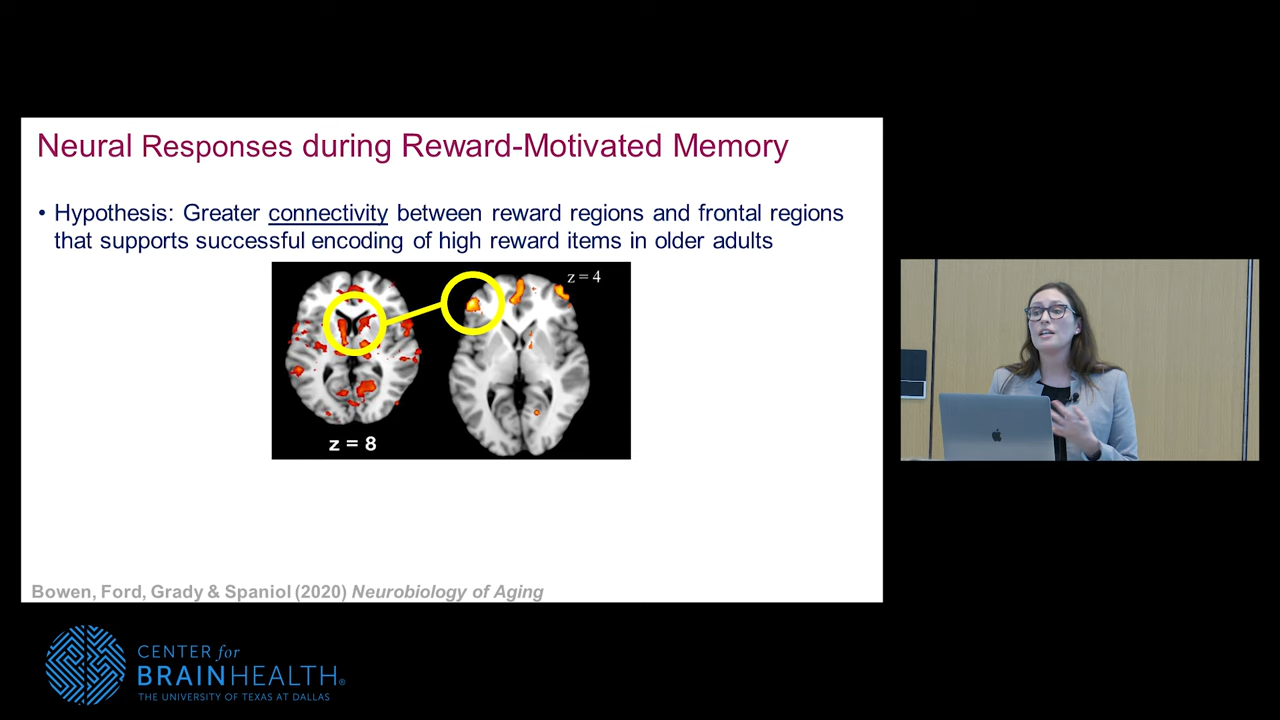 Neural Responses during Reward-Motivated Memory
• Hypothesis: Greater connectivity between reward regions and frontal regions
that supports successful encoding of high reward items in older adults
z = 4
z = 8
Bowen, Ford, Grady & Spaniol (2020) Neurobiology of Aging
CENTER for
BRAINHEALTH®
THE UNIVERSITY OF TEXAS AT DALLAS